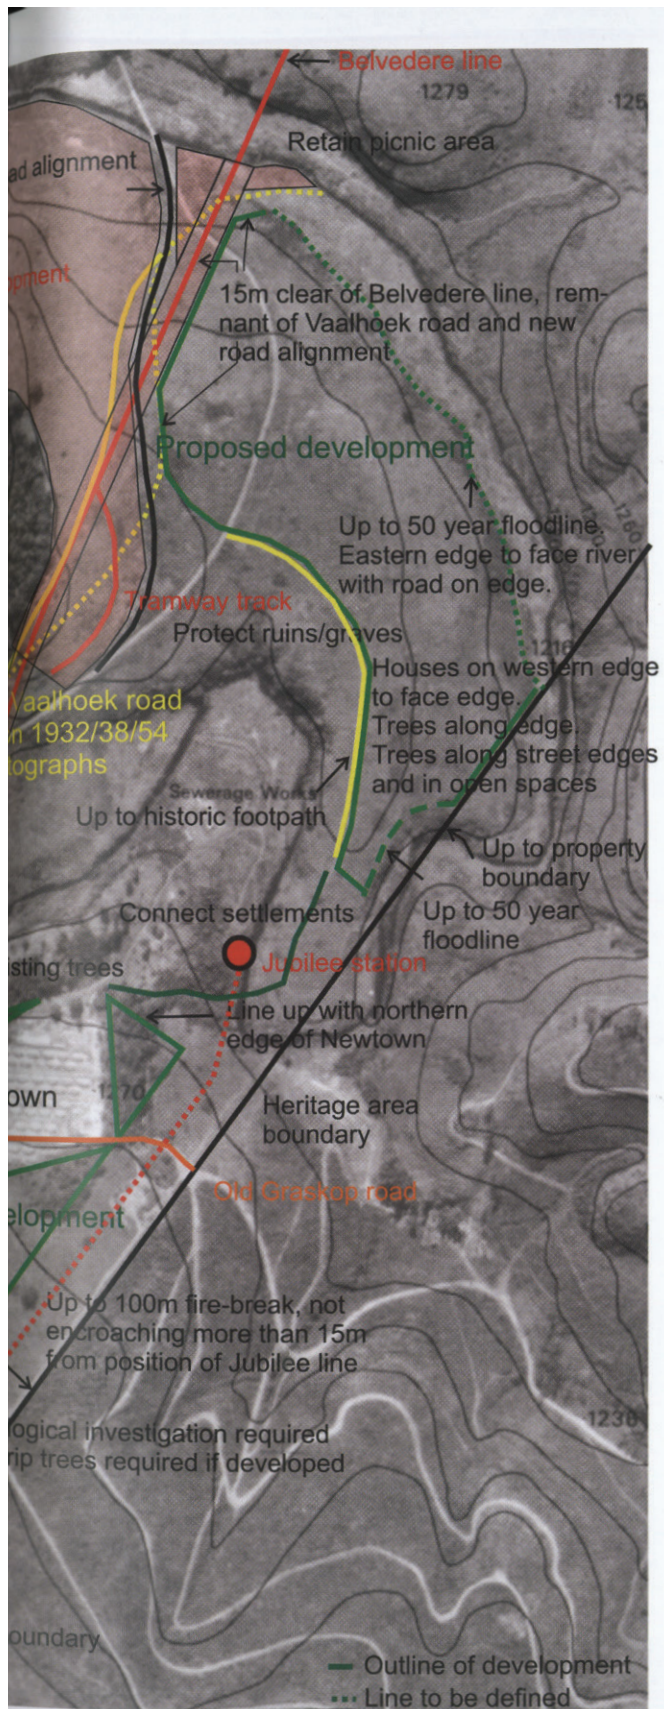 Belvedere line
1279
125
Retain picnic area
ad alignment
opment
15m clear of Belvedere line, rem-
nant of Vaalhoek road and new
road alignment
Proposed development
1260
Up to 50 year floodline.
Eastern edge to face river
with road on edge.
Tramway track
Protect ruins/graves
1216
Houses on western edge
to face edge.
Trees along edge.
Trees along street edges
and in open spaces
Vaalhoek road
n 1932/38/54
tographs
Sewerage Works
Up to historic footpath
Up to property
boundary
Connect settlements
Up to 50 year
floodline
Jubilee station
isting trees
Line up with northern
edge of Newtown
1270
own
Heritage area
boundary
Old Graskop road
elopment
Up to 100m fire-break, not
encroaching more than 15m
from position of Jubilee line
1236
logical investigation required
rip trees required if developed
oundary
Outline of development
Line to be defined